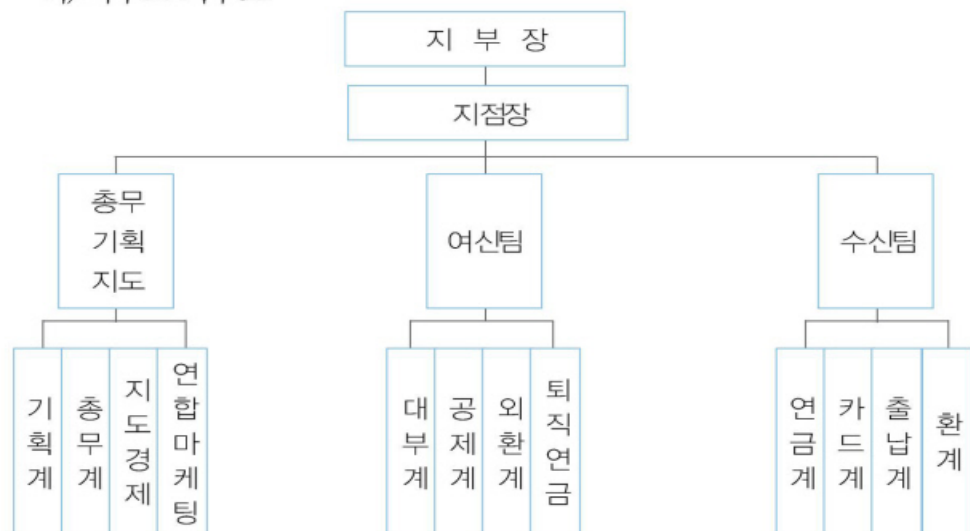 지 부 장
지점장
총무
기획
지도
여신팀
수신팀
기획계
총무계
지도경제
연합마케팅
대부계
공제계
외환계
퇴직연금
연금계
카드계
출납계
환계